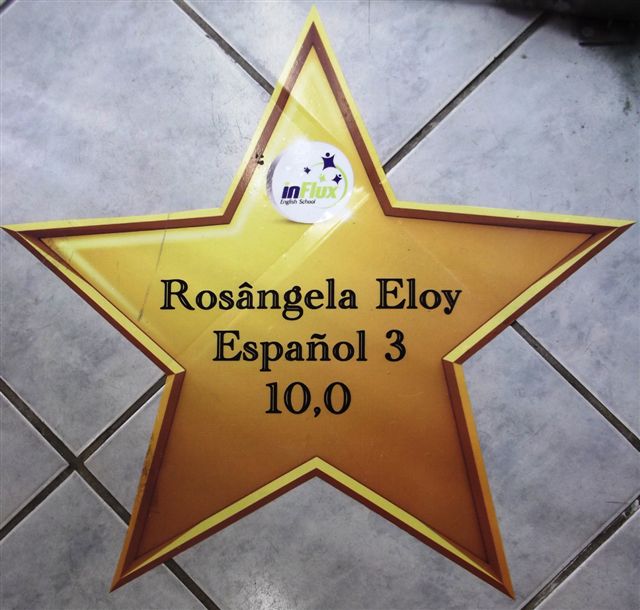 inFlux
English School
Rosângela Eloy
Español 3
10,0